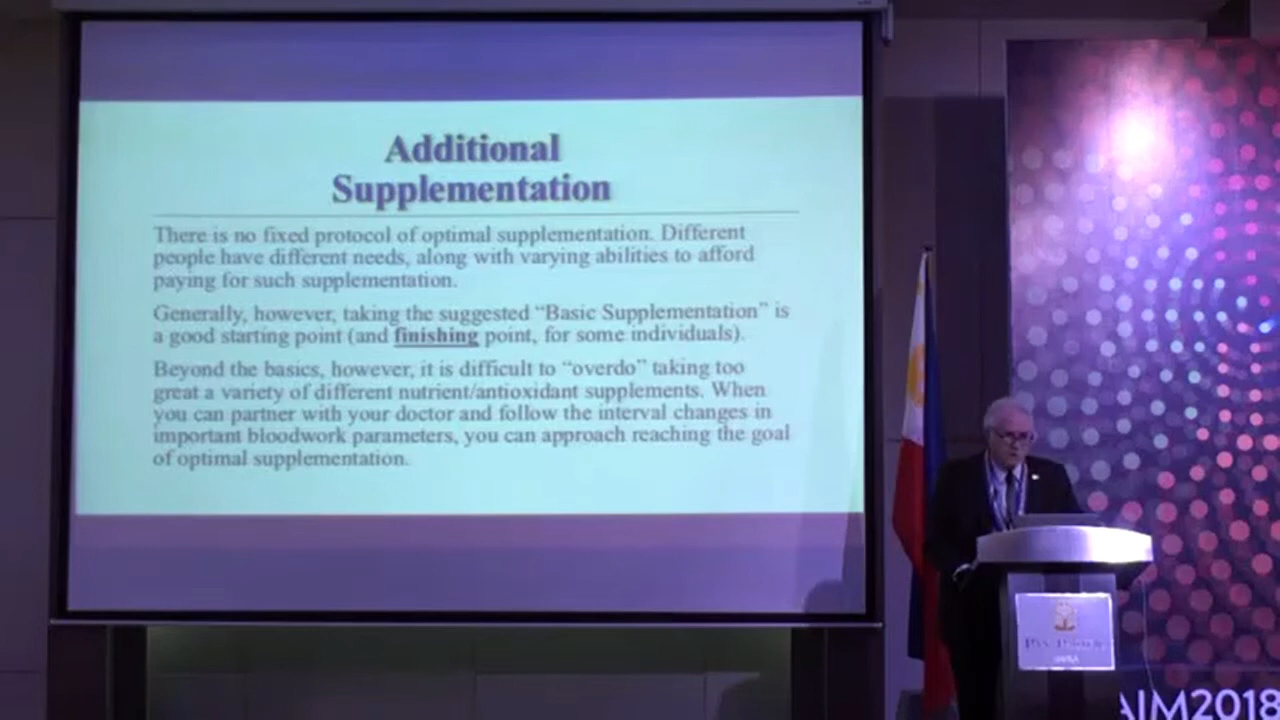 Additional
Supplementation
There is no fixed protocol of optimal supplementation. Different
people have different needs, along with varying abilities to afford
paying for such supplementation.
Generally, however, taking the suggested “Basic Supplementation” is
a good starting point (and finishing point, for some individuals).
Beyond the basics, however, it is difficult to “overdo” taking too
great a variety of different nutrient/antioxidant supplements. When
you can partner with your doctor and follow the interval changes in
important bloodwork parameters, you can approach reaching the goal
of optimal supplementation.
AIM2018